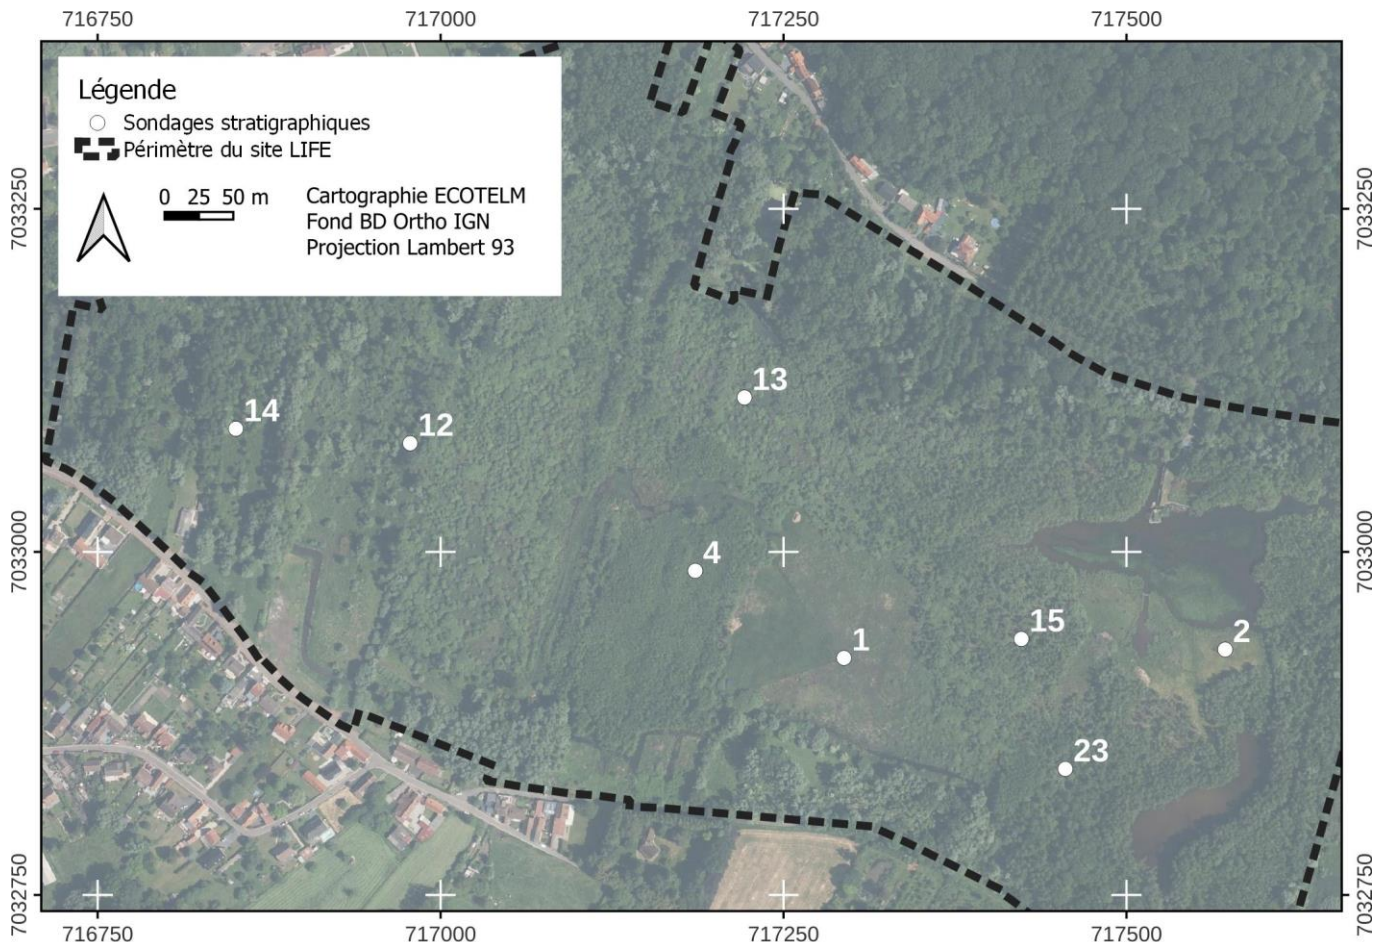 716750 717000 717250 717500
Légende
Sondages stratigraphiques
Périmètre du site LIFE
0 25 50 m
Cartographie ECOTELM
Fond BD Ortho IGN
Projection Lambert 93
7033250 7033250
13
14
12
7033000 7033000
4
15
2
1
23
7032750 7032750
716750 717000 717250 717500